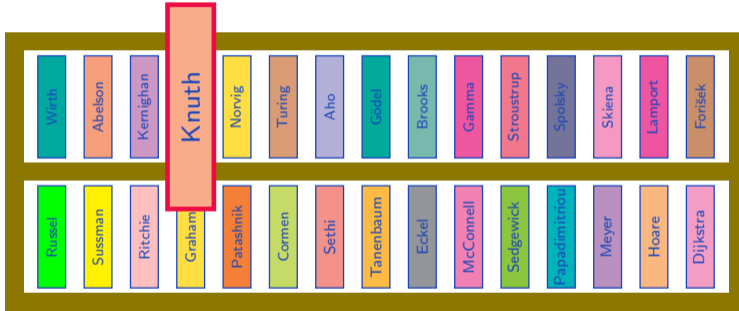 Wirth
Abelson
Kernighan
Knuth
Norvig
Turing
Aho
Gödel
Brooks
Gamma
Stroustrup
Spolsky
Skiena
Lamport
Forišek
Russel
Sussman
Ritchie
Graham
Patashnik
Cormen
Sethi
Tanenbaum
Eckel
McConnell
Sedgewick
Papadimitriou
Meyer
Hoare
Dijkstra